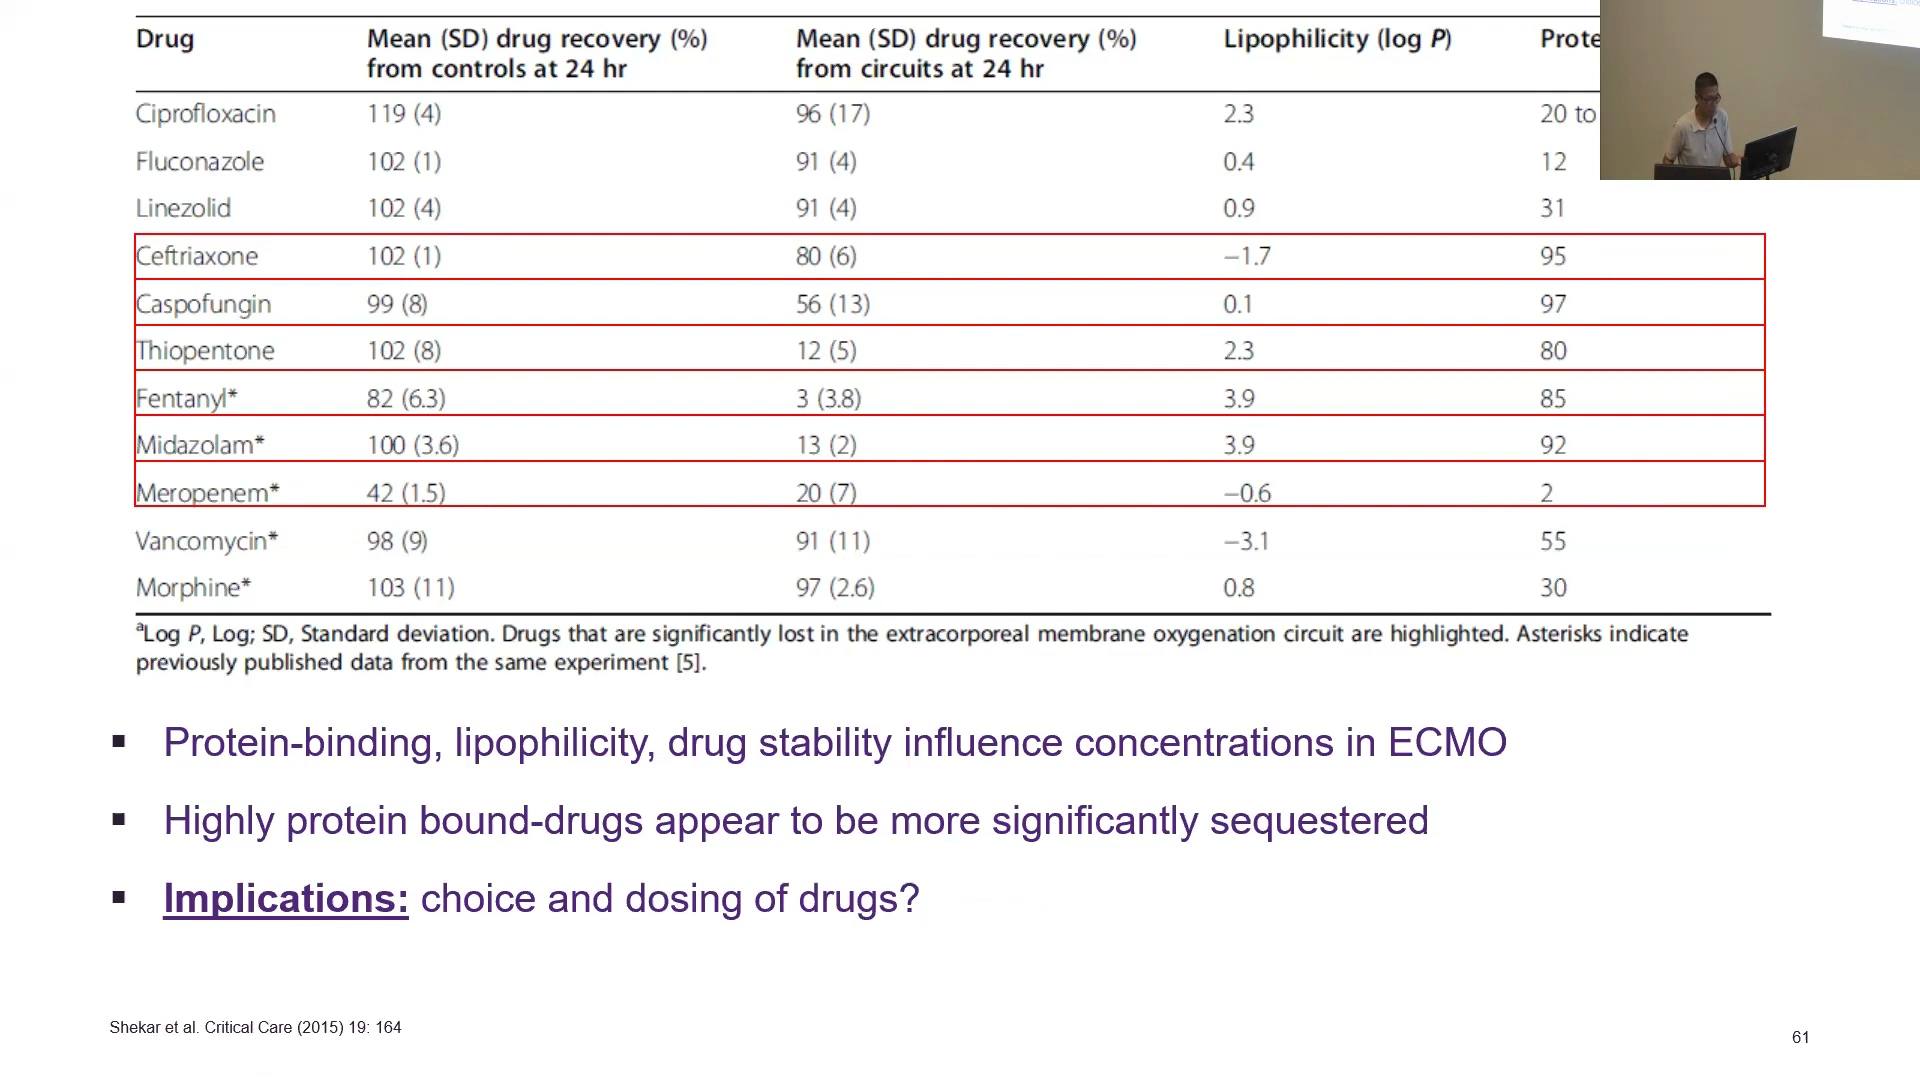 Drug Mean (SD) drug recovery (%) Mean (SD) drug recovery (%) Lipophilicity (log P) Prote
from controls at 24 hr from circuits at 24 hr
Ciprofloxacin 119 (4) 96 (17) 2.3 20 to
Fluconazole 102 (1) 91 (4) 0.4 12
Linezolid 102 (4) 91 (4) 0.9 31
Ceftriaxone 102 (1) 80 (6) −1.7 95
Caspofungin 99 (8) 56 (13) 0.1 97
Thiopentone 102 (8) 12 (5) 2.3 80
Fentanyl* 82 (6.3) 3 (3.8) 3.9 85
Midazolam* 100 (3.6) 13 (2) 3.9 92
Meropenem* 42 (1.5) 20 (7) −0.6 2
Vancomycin* 98 (9) 91 (11) −3.1 55
Morphine* 103 (11) 97 (2.6) 0.8 30
aLog P, Log; SD, Standard deviation. Drugs that are significantly lost in the extracorporeal membrane oxygenation circuit are highlighted. Asterisks indicate
previously published data from the same experiment [5].
▪ Protein-binding, lipophilicity, drug stability influence concentrations in ECMO
▪ Highly protein bound-drugs appear to be more significantly sequestered
▪ Implications: choice and dosing of drugs?
Shekar et al. Critical Care (2015) 19: 164
61